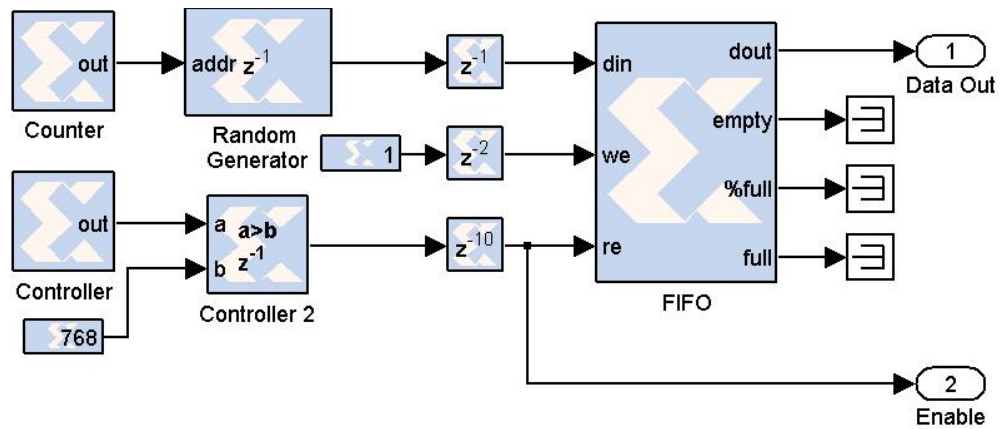 out
Counter
addr z⁻¹
Random
Generator
z⁻¹
1
z⁻²
out
Controller
768
a
b
a>b
z⁻¹
Controller 2
z⁻¹⁰
din
we
re
dout
empty
%full
full
FIFO
1
Data Out
2
Enable